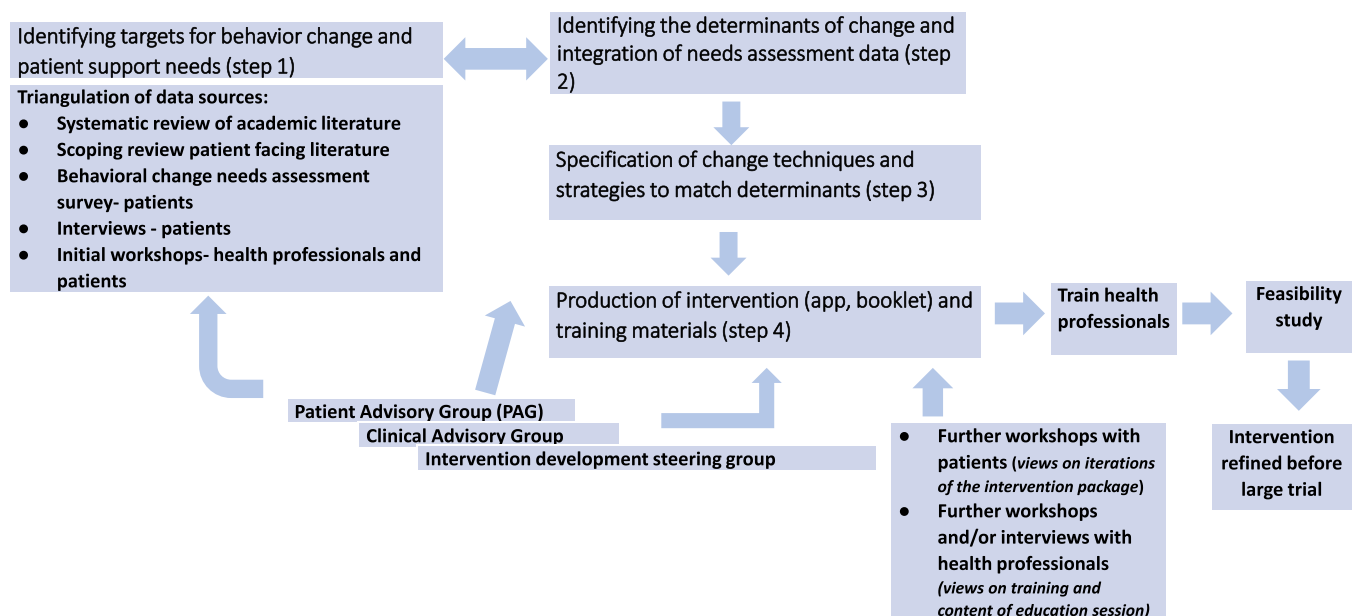 Identifying targets for behavior change and
patient support needs (step 1)
Triangulation of data sources:
● Systematic review of academic literature
● Scoping review patient facing literature
● Behavioral change needs assessment
survey- patients
● Interviews - patients
● Initial workshops- health professionals and
patients
Identifying the determinants of change and
integration of needs assessment data (step
2)
Specification of change techniques and
strategies to match determinants (step 3)
Production of intervention (app, booklet) and
training materials (step 4)
Train health
professionals
Feasibility
study
Intervention
refined before
large trial
Patient Advisory Group (PAG)
Clinical Advisory Group
Intervention development steering group
● Further workshops with
patients (views on iterations
of the intervention package)
● Further workshops
and/or interviews with
health professionals
(views on training and
content of education session)